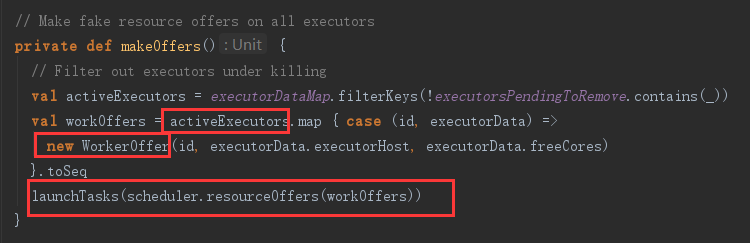 // Make fake resource offers on all executors
private def makeOffers() : Unit {
// Filter out executors under killing
val activeExecutors = executorDataMap.filterKeys(!executorsPendingToRemove.contains(_))
val workOffers = activeExecutors.map { case (id, executorData) =>
new WorkerOffer(id, executorData.executorHost, executorData.freeCores)
}.toSeq
launchTasks(scheduler.resourceOffers(workOffers))
}